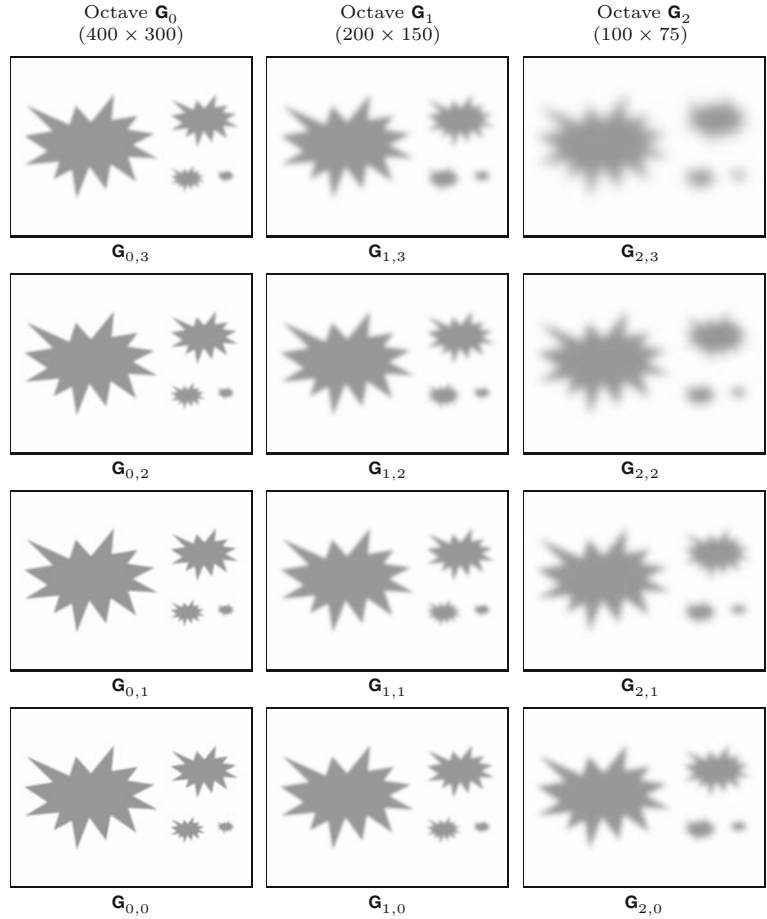 Octave G₀ Octave G₁ Octave G₂
(400 × 300) (200 × 150) (100 × 75)
G₀,₃ G₁,₃ G₂,₃
G₀,₂ G₁,₂ G₂,₂
G₀,₁ G₁,₁ G₂,₁
G₀,₀ G₁,₀ G₂,₀